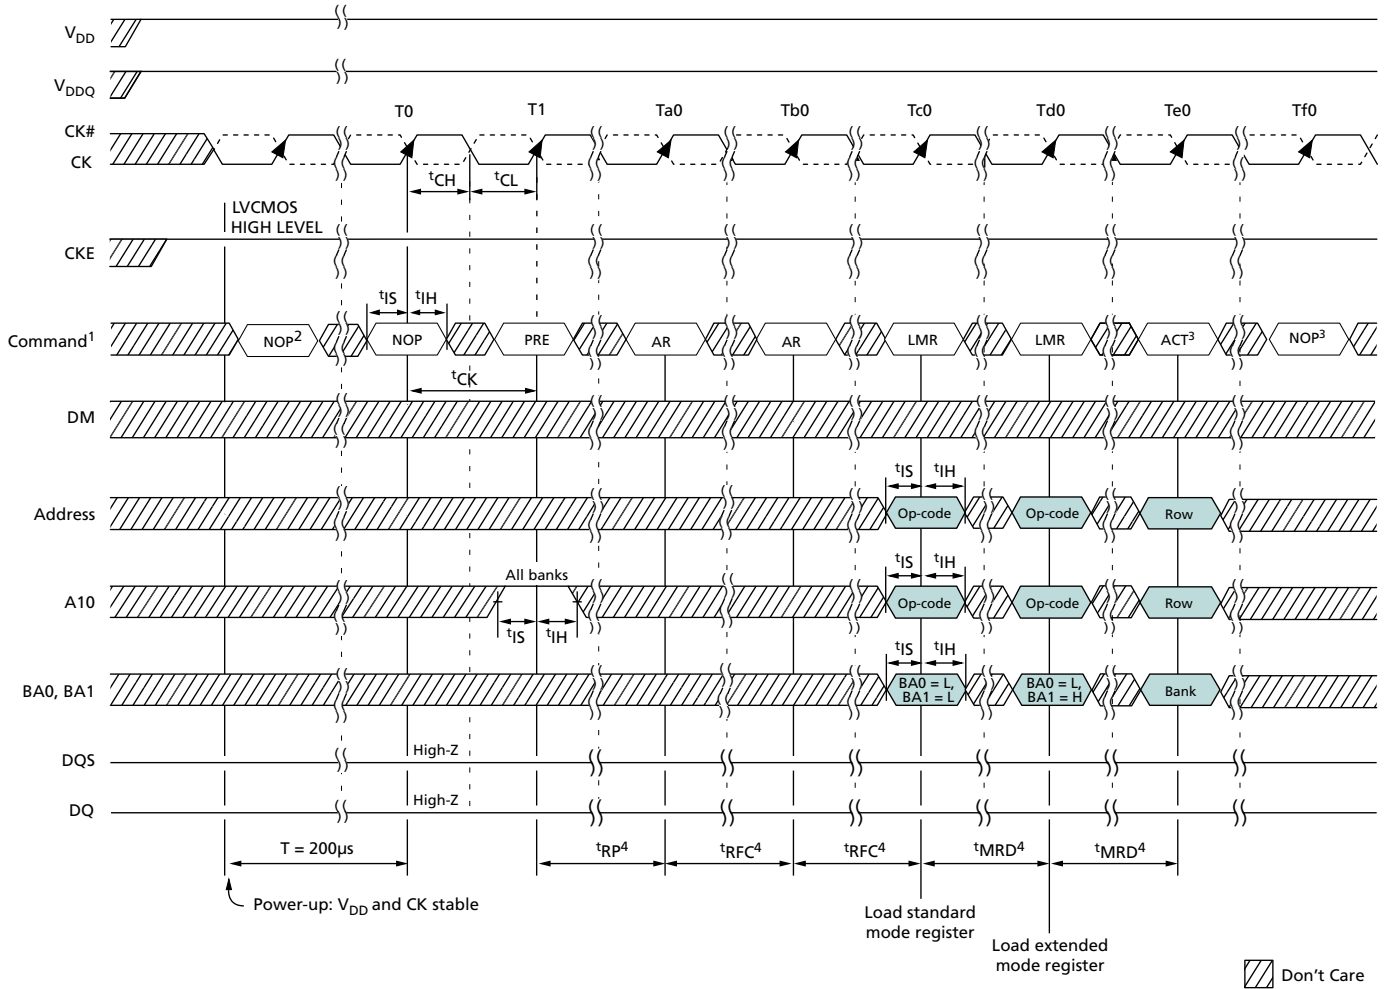 VDD
VDDQ
T0 T1 Ta0 Tb0 Tc0 Td0 Te0 Tf0
CK#
CK
tCH tCL
LVCMOS
HIGH LEVEL
CKE
tIS tIH
Command1 NOP2 NOP PRE AR AR LMR LMR ACT3 NOP3
tCK
DM
tIS tIH
Address Op-code Op-code Row
All banks tIS tIH
A10 Op-code Op-code Row
tIS tIH
tIS tIH
BA0, BA1 BA0 = L, BA1 = L BA0 = L, BA1 = H Bank
High-Z
DQS
High-Z
DQ
T = 200µs tRP4 tRFC4 tRFC4 tMRD4 tMRD4
Power-up: VDD and CK stable
Load standard
mode register
Load extended
mode register
Don't Care